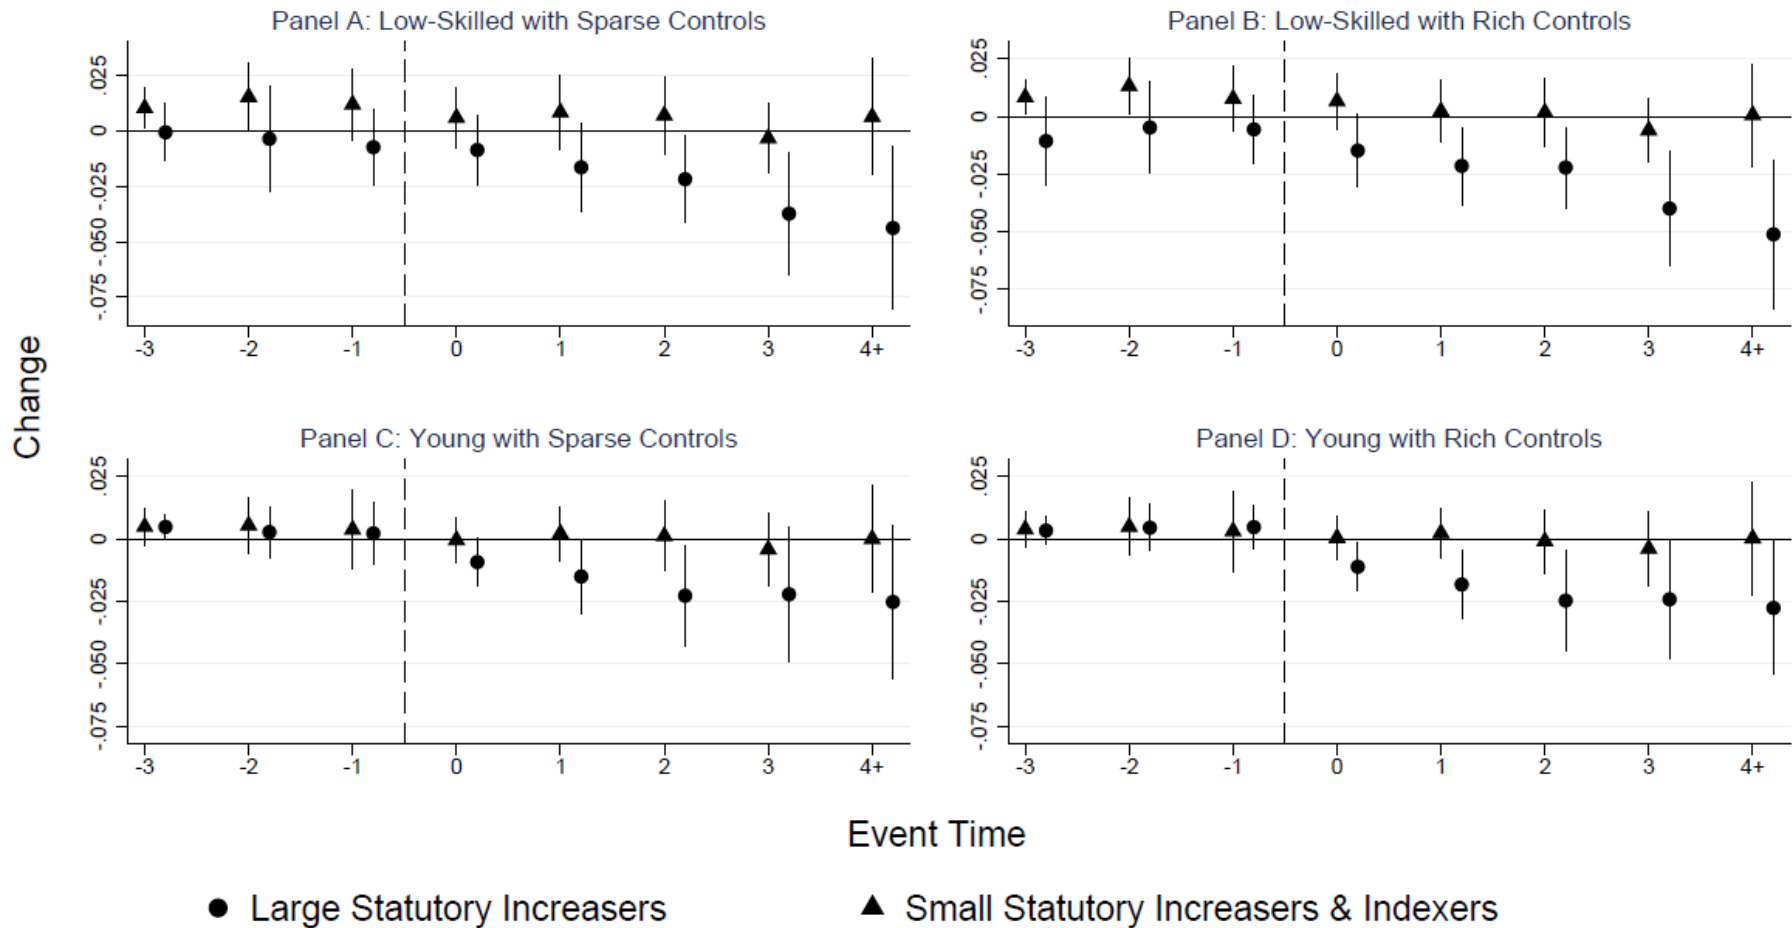 Panel A: Low-Skilled with Sparse Controls
.025
0
-.025
-.050
-.075
-3 -2 -1 0 1 2 3 4+
Panel B: Low-Skilled with Rich Controls
.025
0
-.025
-.050
-.075
-3 -2 -1 0 1 2 3 4+
Change
Panel C: Young with Sparse Controls
.025
0
-.025
-.050
-.075
-3 -2 -1 0 1 2 3 4+
Panel D: Young with Rich Controls
.025
0
-.025
-.050
-.075
-3 -2 -1 0 1 2 3 4+
Event Time
Large Statutory Increasers
Small Statutory Increasers & Indexers